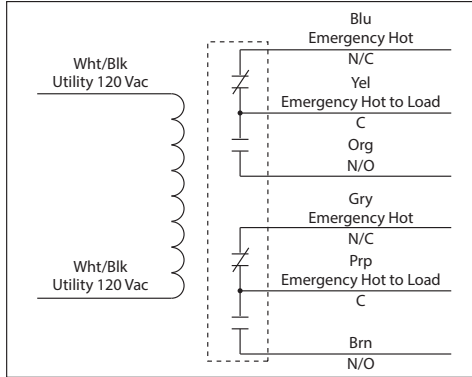 Wht/Blk
Utility 120 Vac
Wht/Blk
Utility 120 Vac
Blu
Emergency Hot
N/C
Yel
Emergency Hot to Load
C
Org
N/O
Gry
Emergency Hot
N/C
Prp
Emergency Hot to Load
C
Brn
N/O